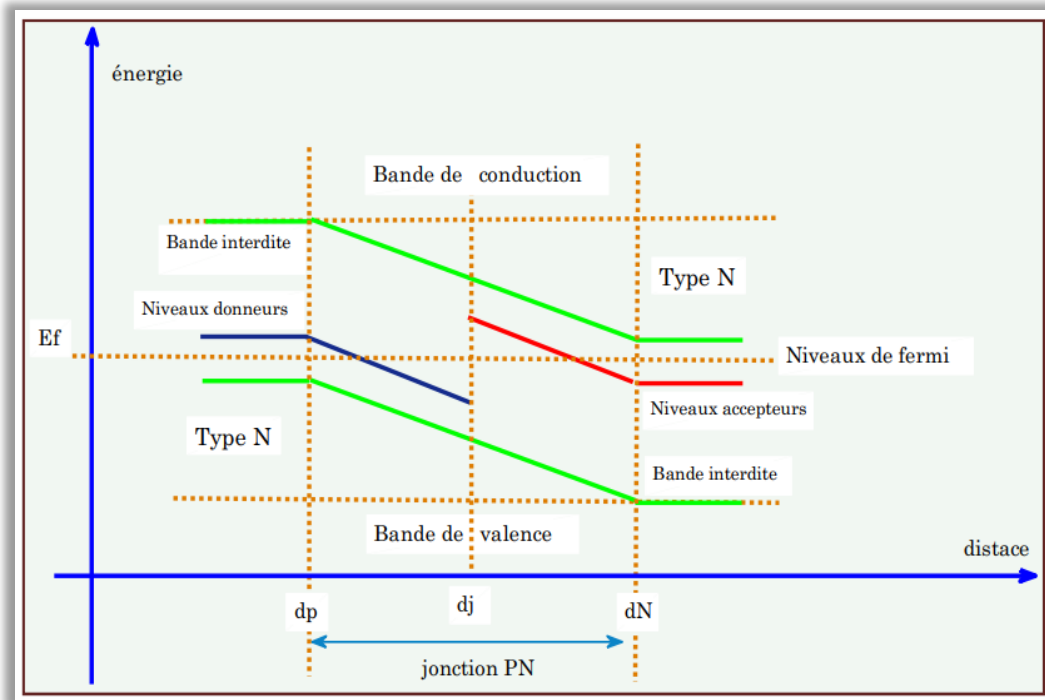 énergie
Bande de conduction
Bande interdite
Type N
Niveaux donneurs
Ef
Niveaux de fermi
Niveaux accepteurs
Type N
Bande interdite
Bande de valence
distace
dp
dj
dN
jonction PN